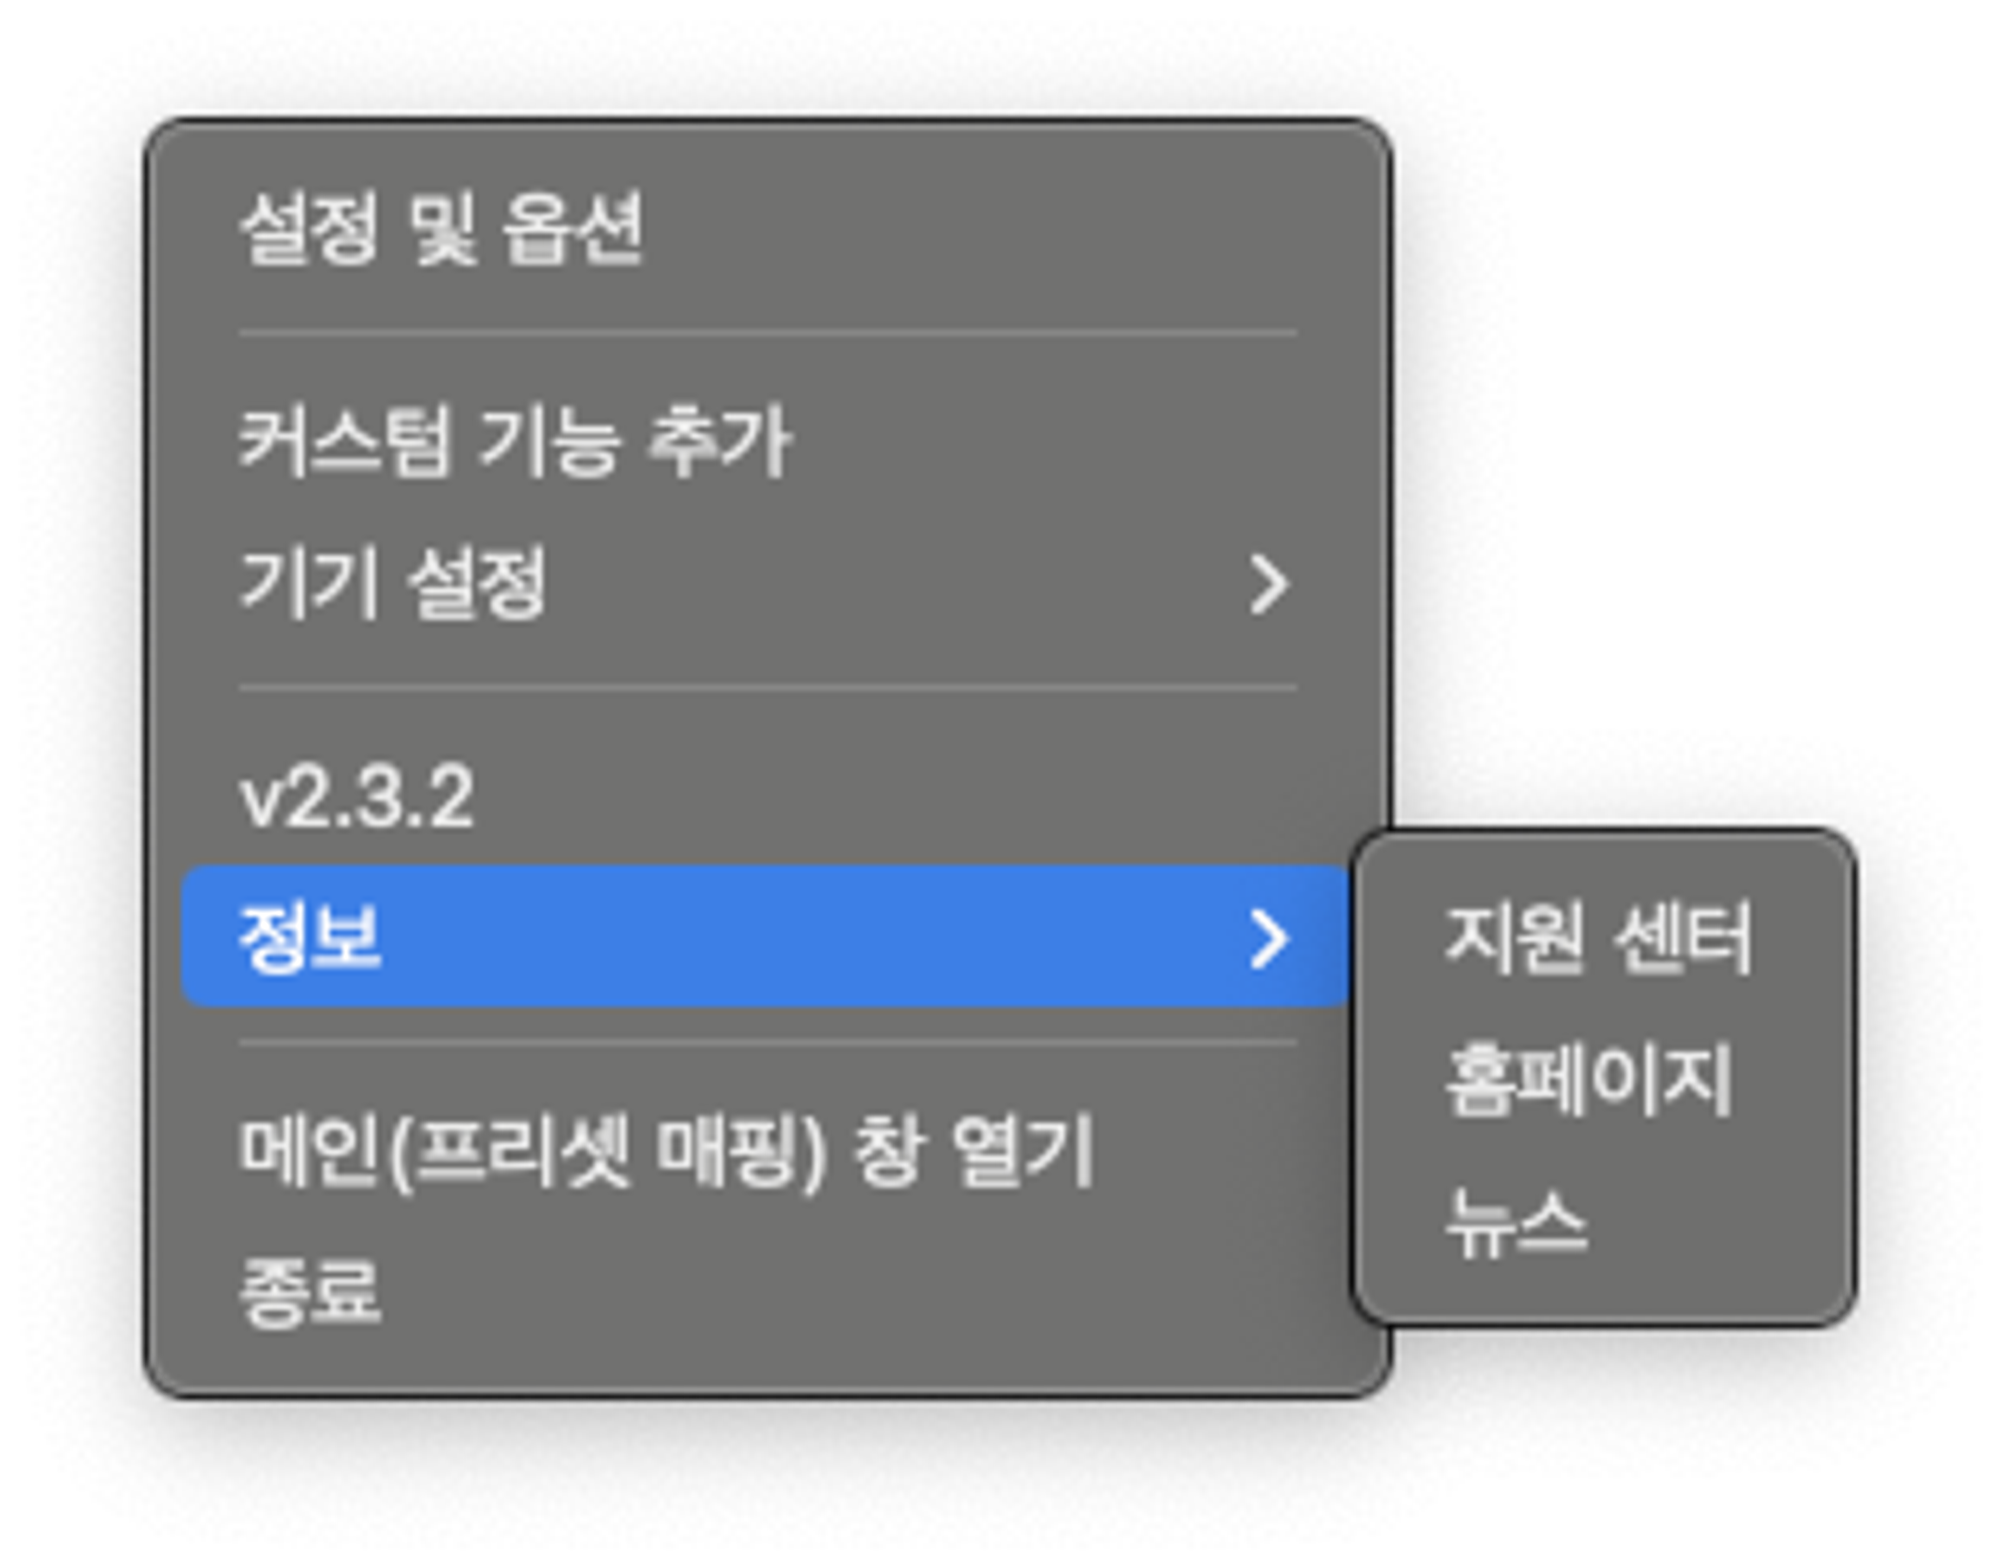 설정 및 옵션
커스텀 기능 추가
기기 설정
v2.3.2
정보
지원 센터
홈페이지
뉴스
메인(프리셋 매핑) 창 열기
종료